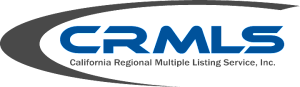 CRMLS
California Regional Multiple Listing Service, Inc.